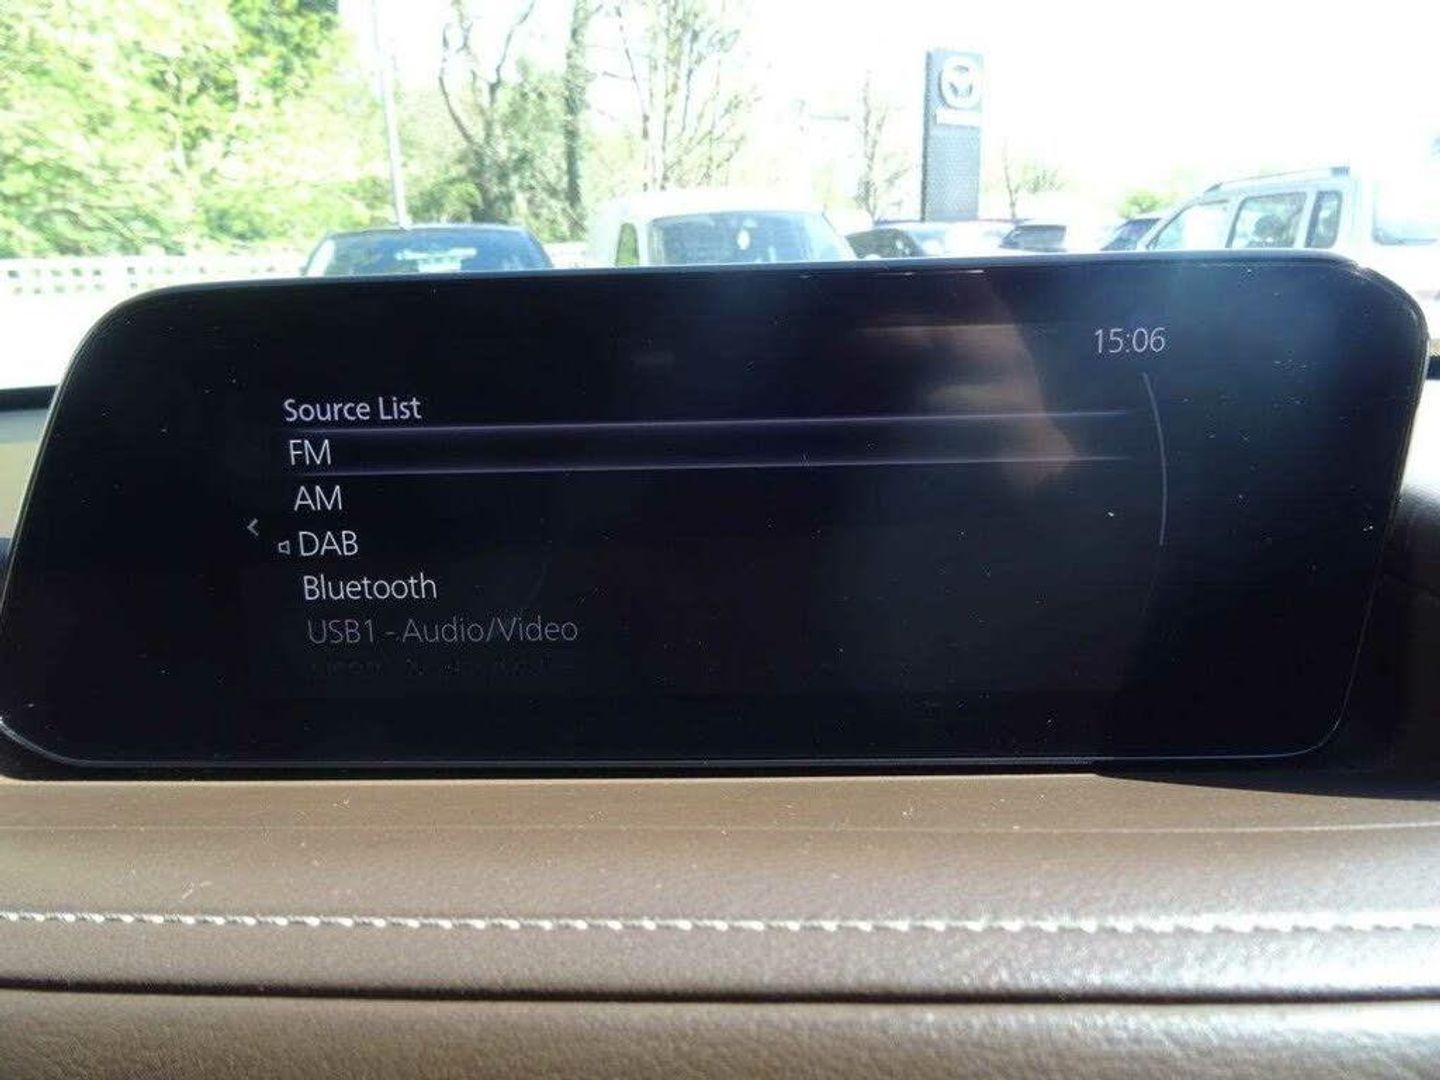 15:06
Source List
FM
AM
DAB
Bluetooth
USB1 - Audio/Video